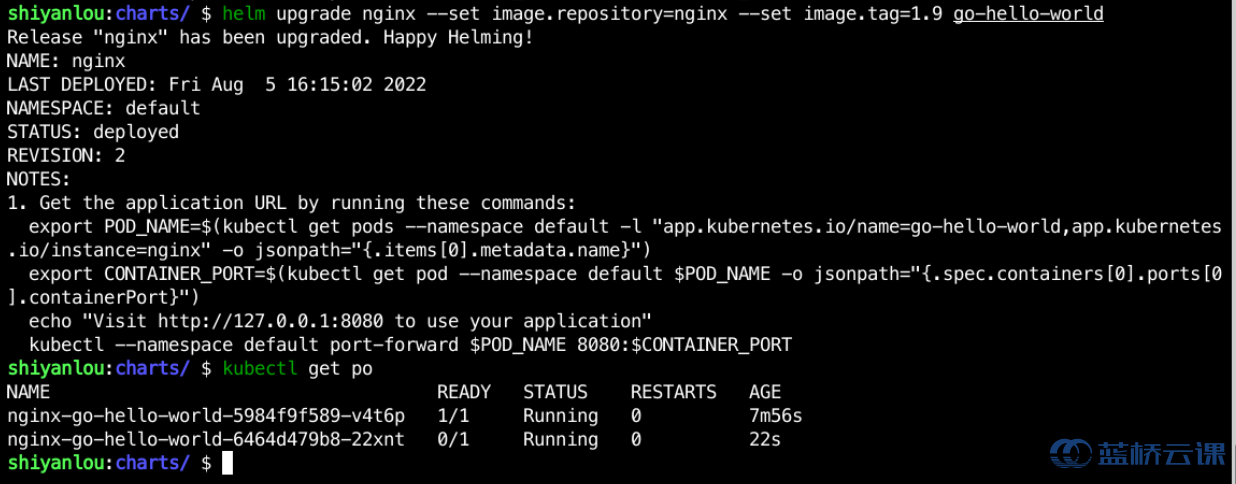 shiyanlou:charts/ $ helm upgrade nginx --set image.repository=nginx --set image.tag=1.9 go-hello-world
Release "nginx" has been upgraded. Happy Helming!
NAME: nginx
LAST DEPLOYED: Fri Aug  5 16:15:02 2022
NAMESPACE: default
STATUS: deployed
REVISION: 2
NOTES:
1. Get the application URL by running these commands:
  export POD_NAME=$(kubectl get pods --namespace default -l "app.kubernetes.io/name=go-hello-world,app.kubernetes
.io/instance=nginx" -o jsonpath="{.items[0].metadata.name}")
  export CONTAINER_PORT=$(kubectl get pod --namespace default $POD_NAME -o jsonpath="{.spec.containers[0].ports[0
].containerPort}")
  echo "Visit http://127.0.0.1:8080 to use your application"
  kubectl --namespace default port-forward $POD_NAME 8080:$CONTAINER_PORT
shiyanlou:charts/ $ kubectl get po
NAME                                    READY   STATUS    RESTARTS   AGE
nginx-go-hello-world-5984f9f589-v4t6p   1/1     Running   0          7m56s
nginx-go-hello-world-6464d479b8-22xnt   0/1     Running   0          22s
shiyanlou:charts/ $
蓝桥云课